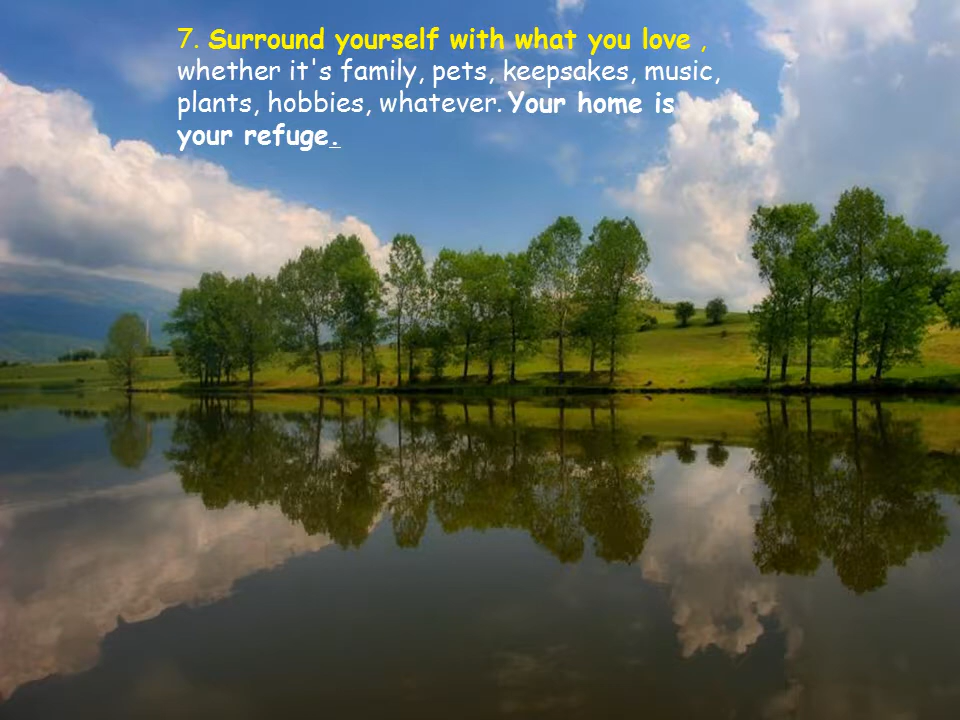 7. Surround yourself with what you love ,
whether it's family, pets, keepsakes, music,
plants, hobbies, whatever. Your home is
your refuge.